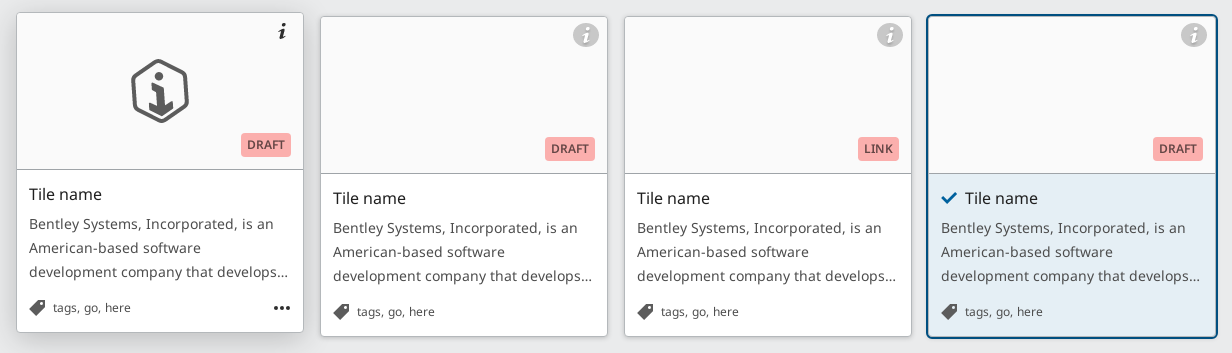 DRAFT
Tile name
Bentley Systems, Incorporated, is an
American-based software
development company that develops...
tags, go, here
DRAFT
Tile name
Bentley Systems, Incorporated, is an
American-based software
development company that develops...
tags, go, here
LINK
Tile name
Bentley Systems, Incorporated, is an
American-based software
development company that develops...
tags, go, here
DRAFT
Tile name
Bentley Systems, Incorporated, is an
American-based software
development company that develops...
tags, go, here